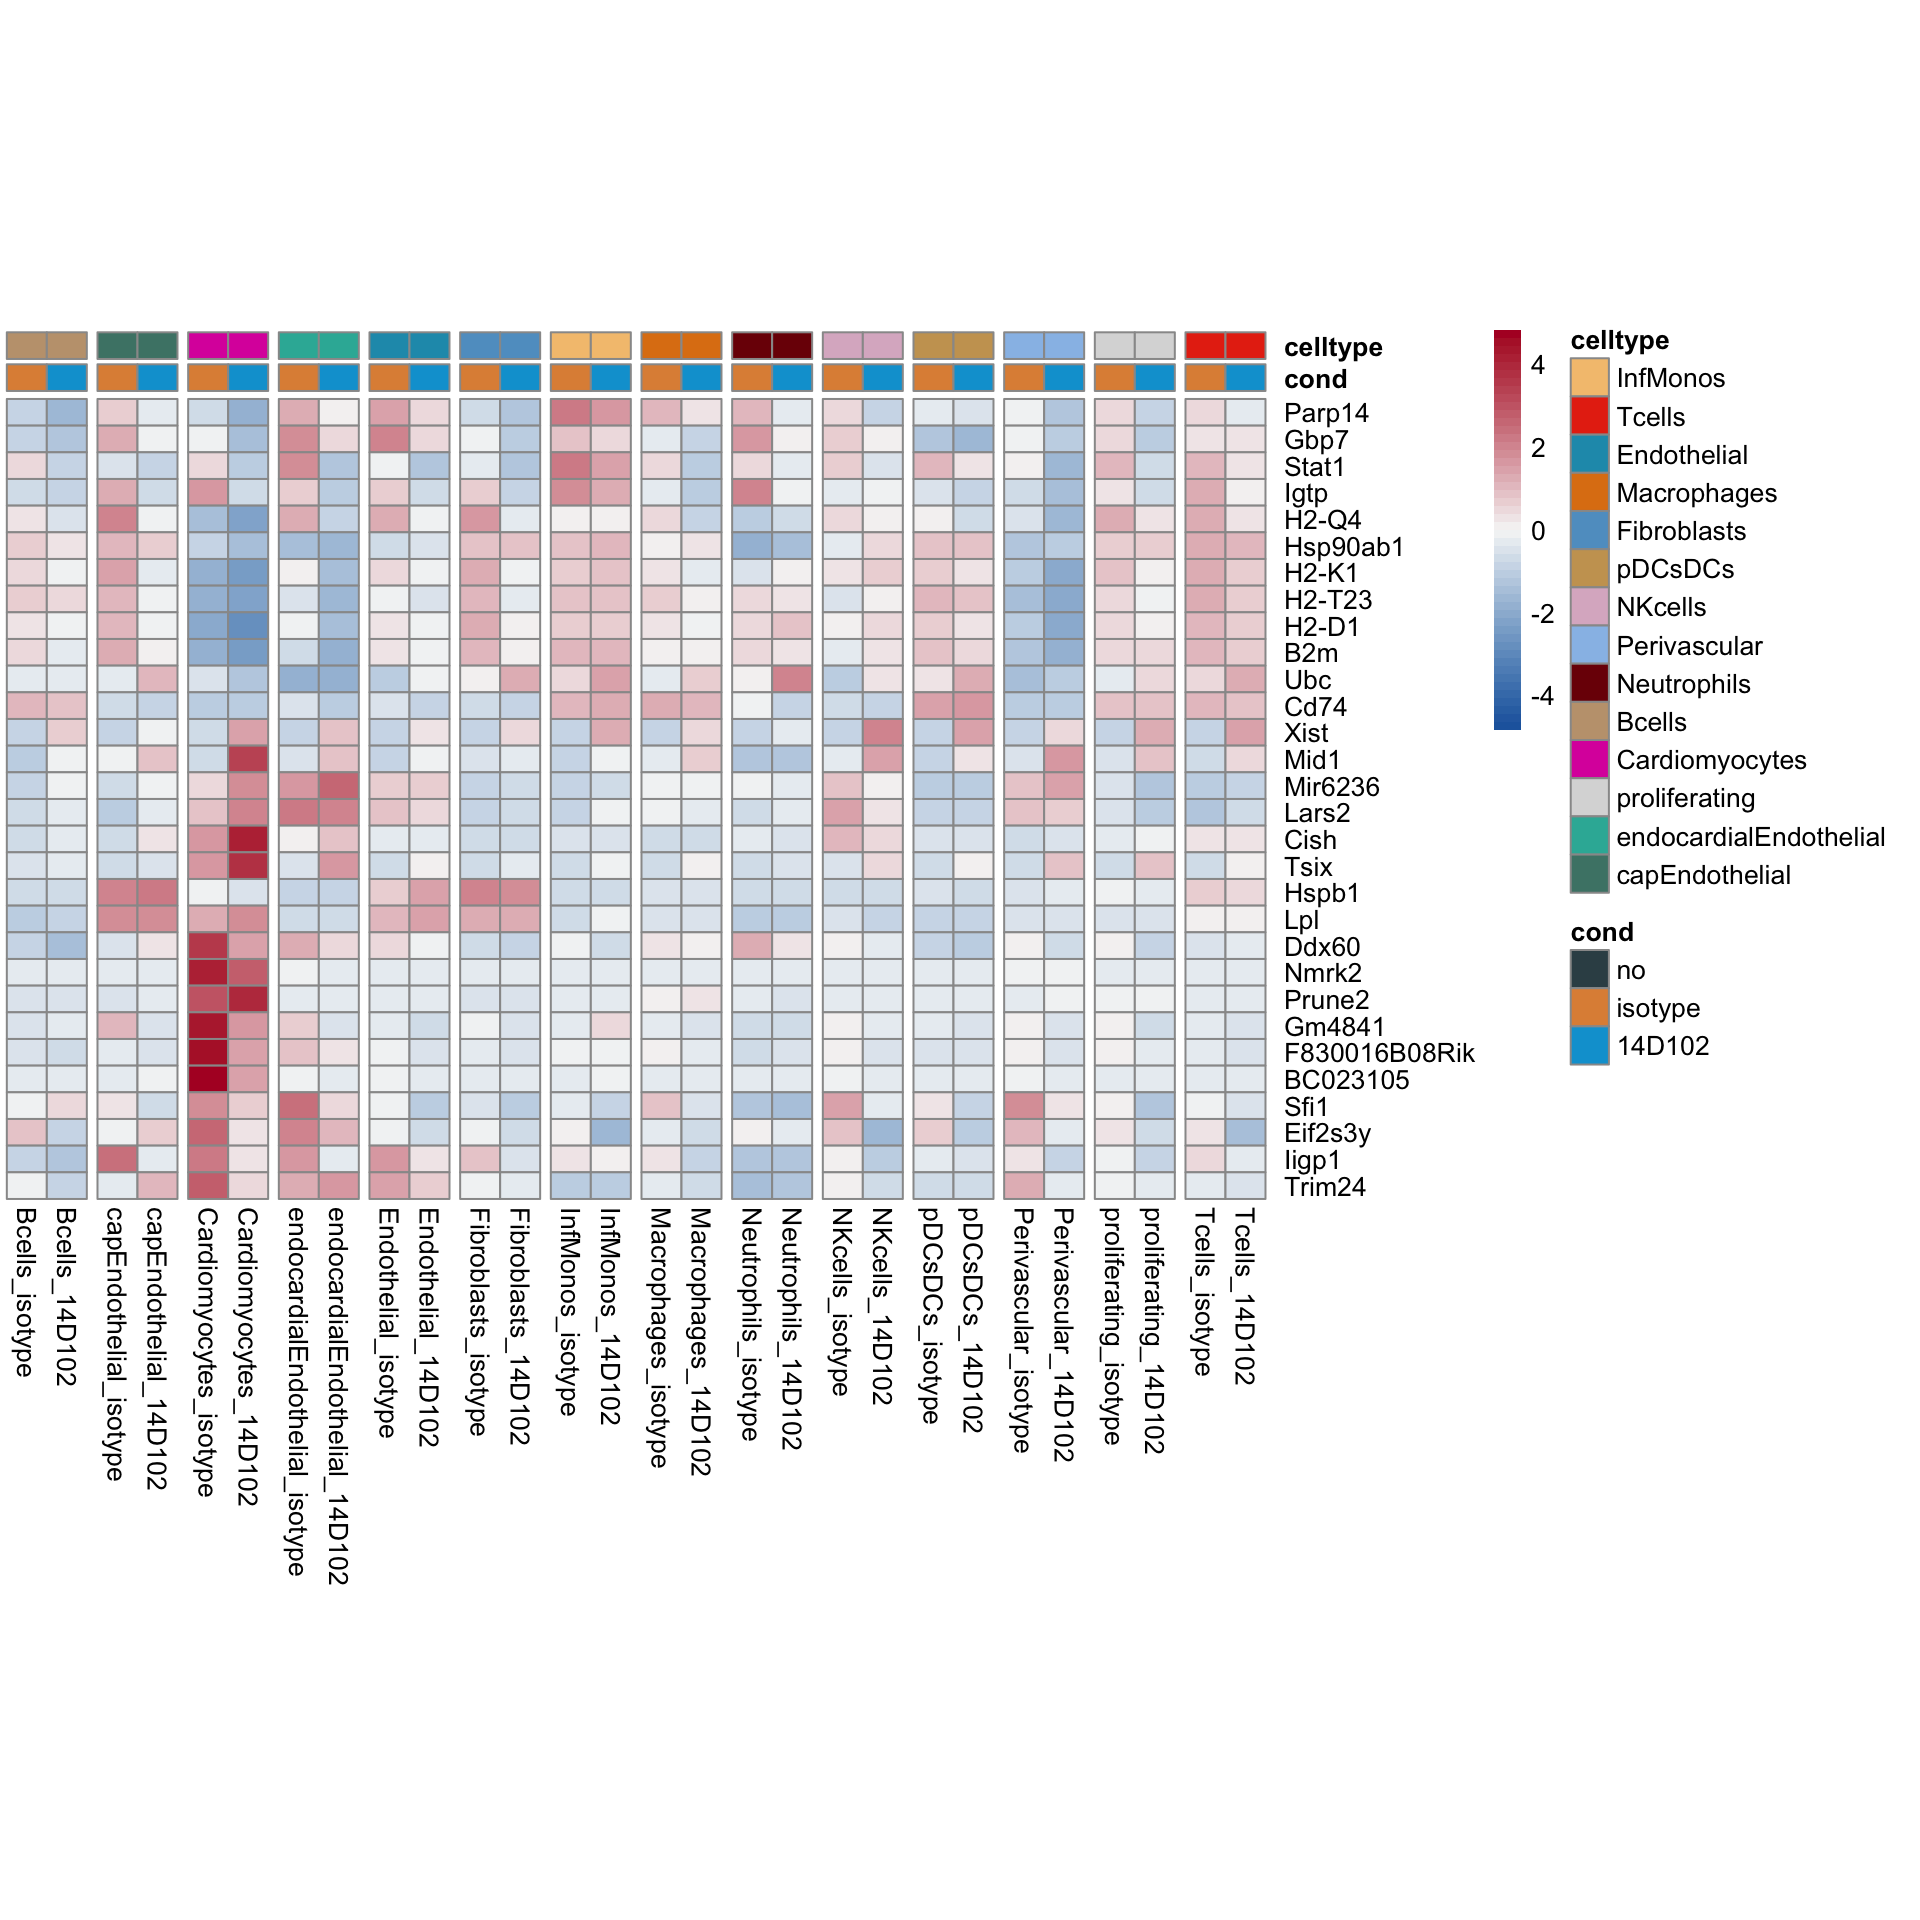 celltype
cond
Parp14
Gbp7
Stat1
Igtp
H2-Q4
Hsp90ab1
H2-K1
H2-T23
H2-D1
B2m
Ubc
Cd74
Xist
Mid1
Mir6236
Lars2
Cish
Tsix
Hspb1
Lpl
Ddx60
Nmrk2
Prune2
Gm4841
F830016B08Rik
BC023105
Sfi1
Eif2s3y
Iigp1
Trim24
Bcells_isotype
Bcells_14D102
capEndothelial_isotype
capEndothelial_14D102
Cardiomyocytes_isotype
Cardiomyocytes_14D102
endocardialEndothelial_isotype
endocardialEndothelial_14D102
Endothelial_isotype
Endothelial_14D102
Fibroblasts_isotype
Fibroblasts_14D102
InfMonos_isotype
InfMonos_14D102
Macrophages_isotype
Macrophages_14D102
Neutrophils_isotype
Neutrophils_14D102
NKcells_isotype
NKcells_14D102
pDCsDCs_isotype
pDCsDCs_14D102
Perivascular_isotype
Perivascular_14D102
proliferating_isotype
proliferating_14D102
Tcells_isotype
Tcells_14D102
4
2
0
-2
-4
celltype
InfMonos
Tcells
Endothelial
Macrophages
Fibroblasts
pDCsDCs
NKcells
Perivascular
Neutrophils
Bcells
Cardiomyocytes
proliferating
endocardialEndothelial
capEndothelial
cond
no
isotype
14D102